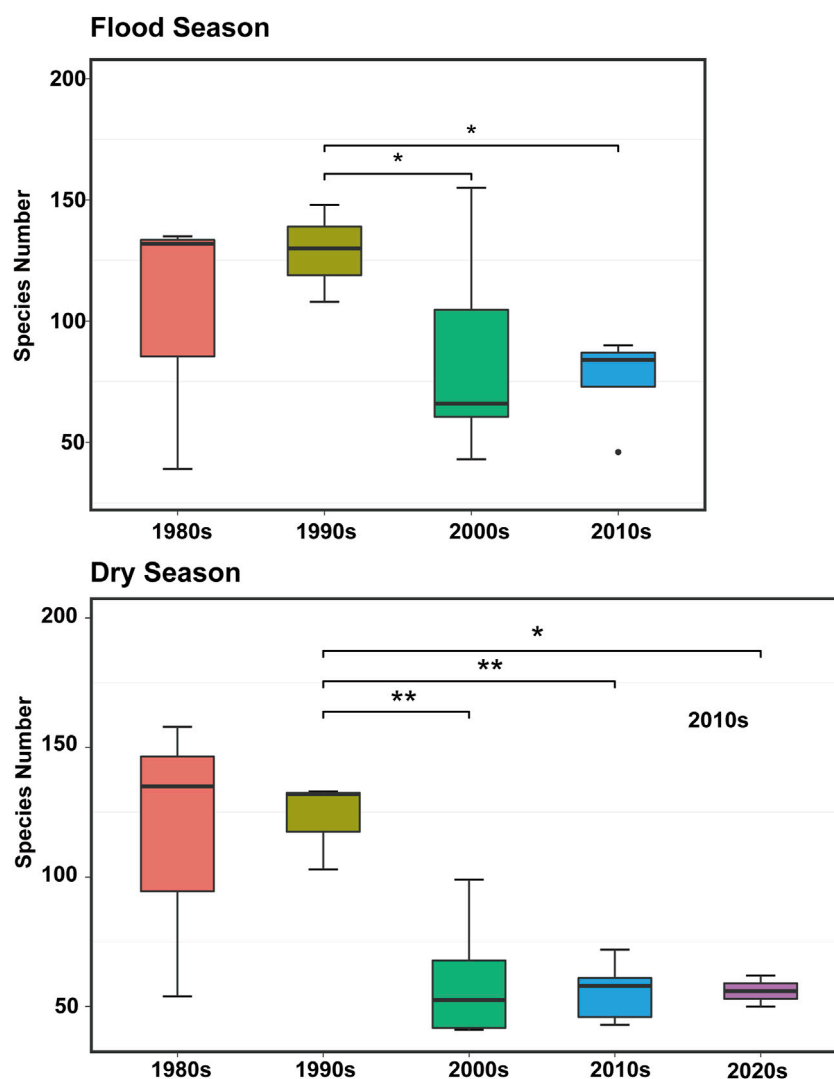 Flood Season
Species Number
200
150
100
50
*
*
1980s 1990s 2000s 2010s
Dry Season
Species Number
200
150
100
50
*
**
**
2010s
1980s 1990s 2000s 2010s 2020s